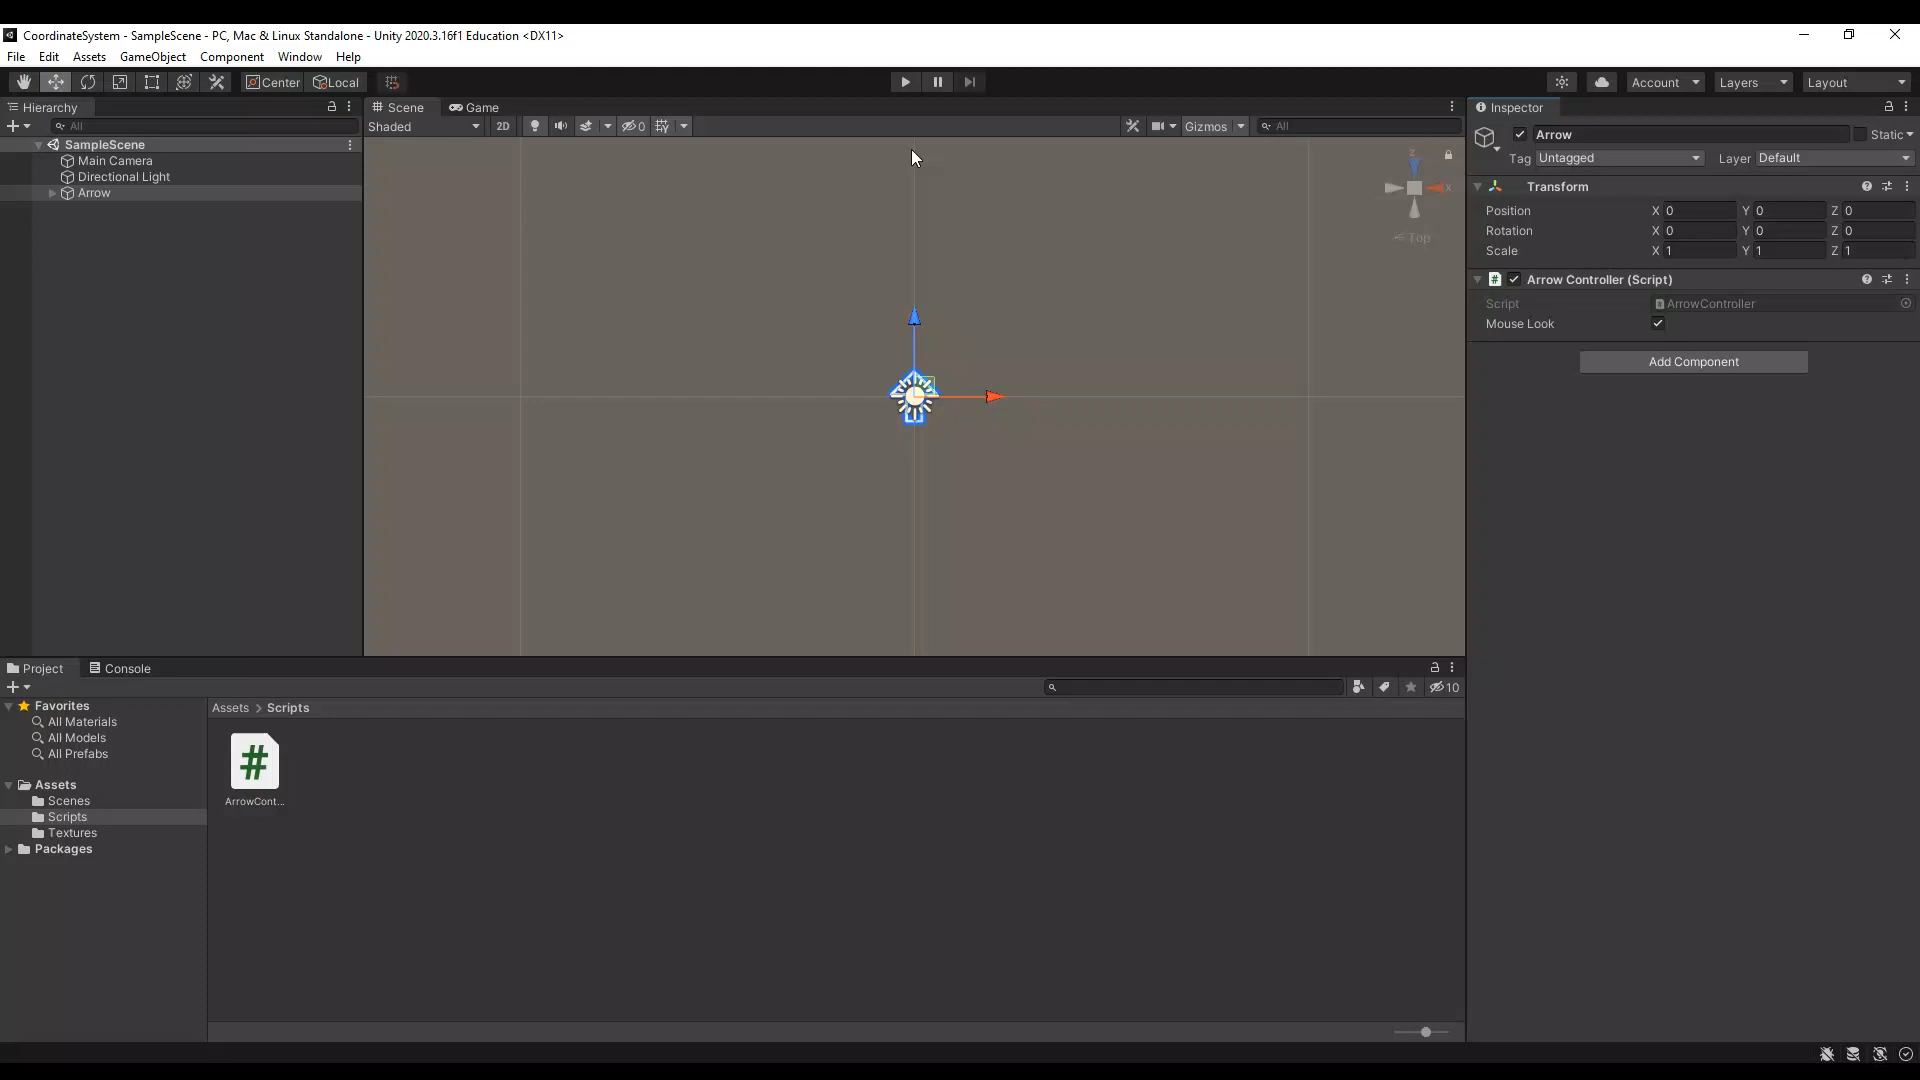 CoordinateSystem - SampleScene - PC, Mac & Linux Standalone - Unity 2020.3.16f1 Education <DX11>
File Edit Assets GameObject Component Window Help
Center Local Account Layers Layout
Hierarchy
All
SampleScene
Main Camera
Directional Light
Arrow
Scene Game
Shaded 2D 0 Gizmos All
z
x
Top
Inspector
Arrow Static
Tag Untagged Layer Default
Transform
Position X 0 Y 0 Z 0
Rotation X 0 Y 0 Z 0
Scale X 1 Y 1 Z 1
# Arrow Controller (Script)
Script ArrowController
Mouse Look
Add Component
Project Console
10
Favorites
All Materials
All Models
All Prefabs
Assets
Scenes
Scripts
Textures
Packages
Assets > Scripts
#
ArrowCont...